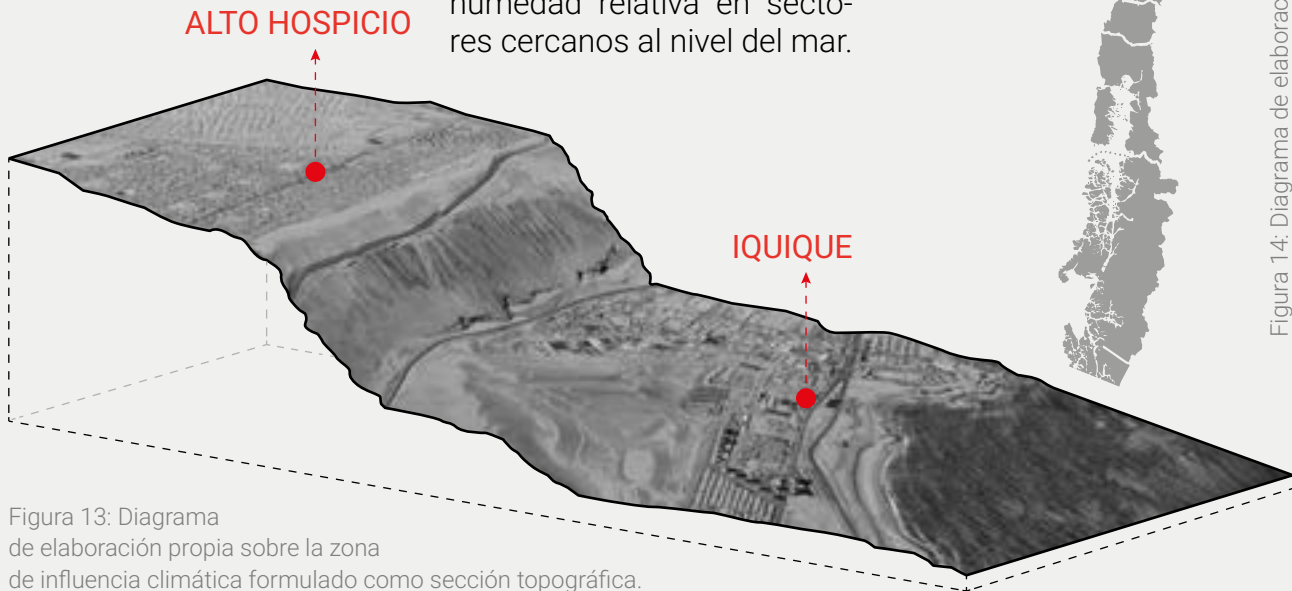 humedad relativa en secto-
res cercanos al nivel del mar.
ALTO HOSPICIO
IQUIQUE
Figura 13: Diagrama
de elaboración propia sobre la zona
de influencia climática formulado como sección topográfica.
Figura 14: Diagrama de elaborac